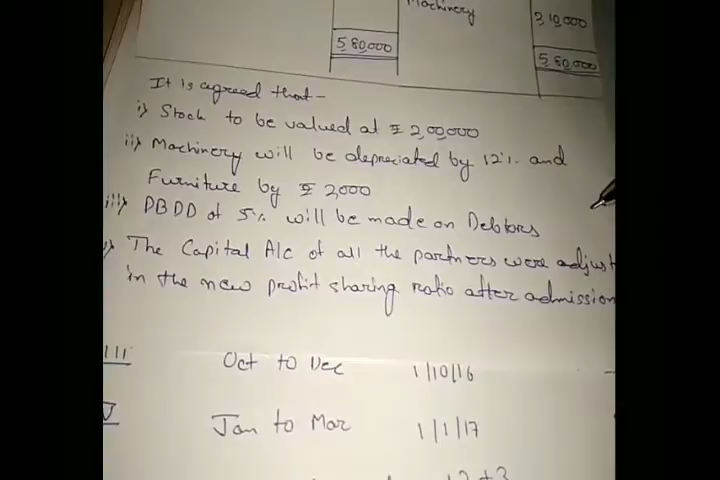 Machinery 3,10,000
5,80,000 5,80,000
It is agreed that -
i) Stock to be valued at ₹ 2,00,000
ii) Machinery will be depreciated by 12%. and
Furniture by ₹ 2,000
iii) PBDD of 5% will be made on Debtors
) The Capital A/c of all the partners were adjust
in the new profit sharing ratio after admission
III Oct to Dec 1/10/16
Jan to Mar 1/1/17